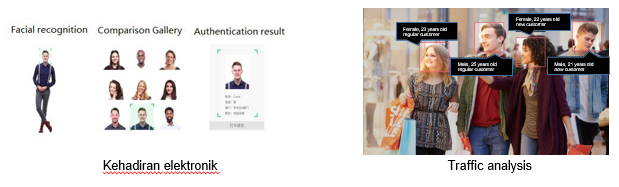 Facial recognition
Comparison Gallery
Authentication result
Kehadiran elektronik
Female, 23 years old
regular customer
Female, 22 years old
new customer
Male, 25 years old
regular customer
Male, 21 years old
new customer
Traffic analysis